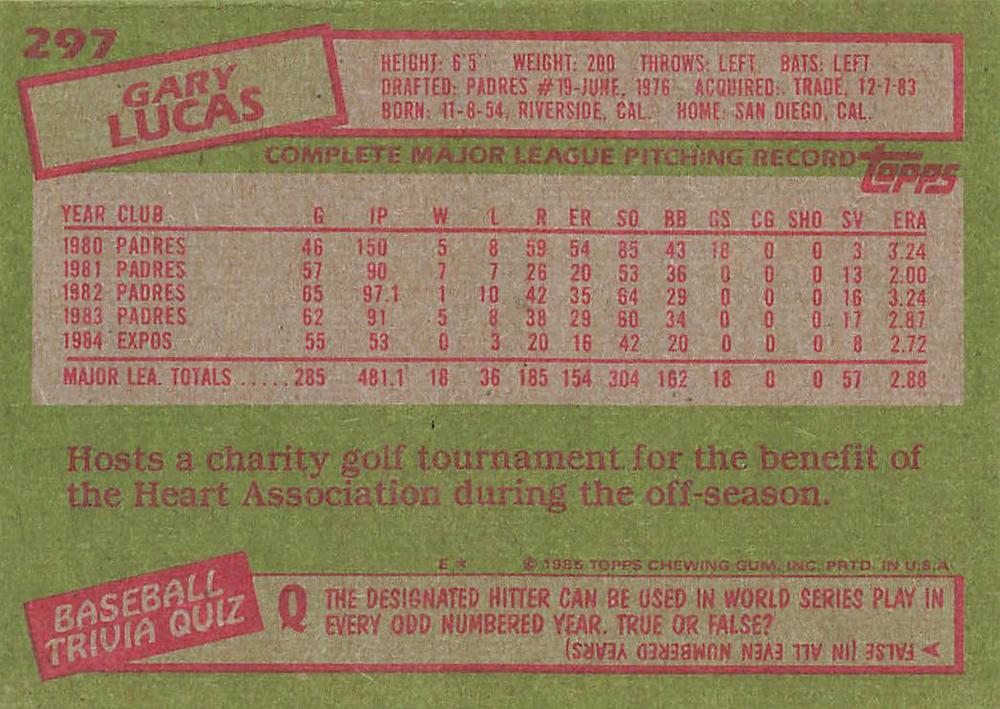 297
GARY
LUCAS
HEIGHT: 6'5" WEIGHT: 200 THROWS: LEFT BATS: LEFT
DRAFTED: PADRES #19-JUNE, 1976 ACQUIRED: TRADE, 12-7-83
BORN: 11-8-54, RIVERSIDE, CAL. HOME: SAN DIEGO, CAL.
COMPLETE MAJOR LEAGUE PITCHING RECORD topps
YEAR CLUB G IP W L R ER SO BB GS CG SHO SV ERA
1980 PADRES 46 150 5 8 59 54 85 43 18 0 0 3 3.24
1981 PADRES 57 90 7 7 26 20 53 36 0 0 0 13 2.00
1982 PADRES 65 97.1 1 10 42 35 64 29 0 0 0 16 3.24
1983 PADRES 62 91 5 8 38 29 60 34 0 0 0 17 2.87
1984 EXPOS 55 53 0 3 20 16 42 20 0 0 0 8 2.72
MAJOR LEA. TOTALS ..... 285 481.1 18 36 185 154 304 162 18 0 0 57 2.88
Hosts a charity golf tournament for the benefit of
the Heart Association during the off-season.
E * © 1985 TOPPS CHEWING GUM, INC. PRTD. IN U.S.A.
BASEBALL
TRIVIA QUIZ
Q THE DESIGNATED HITTER CAN BE USED IN WORLD SERIES PLAY IN
EVERY ODD NUMBERED YEAR. TRUE OR FALSE?
A FALSE (IN ALL EVEN NUMBERED YEARS)